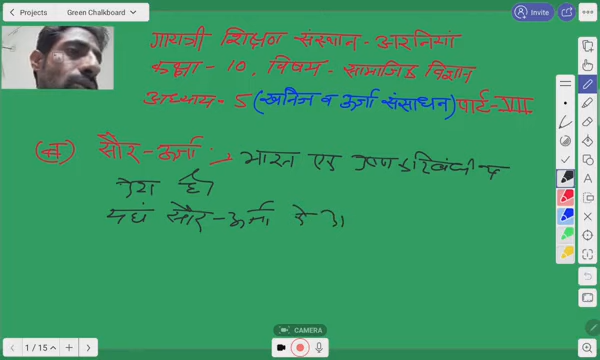 Projects
Green Chalkboard
Invite
गायत्री शिक्षण संस्थान - अरनियां
कक्षा - 10, विषय - सामाजिक विज्ञान
अध्याय - 5 (खनिज व ऊर्जा संसाधन) पार्ट - VIII
सौर - ऊर्जा :- भारत एक उष्ण कटिबंधीय
देश है।
यहां सौर - ऊर्जा के
1 / 15
CAMERA